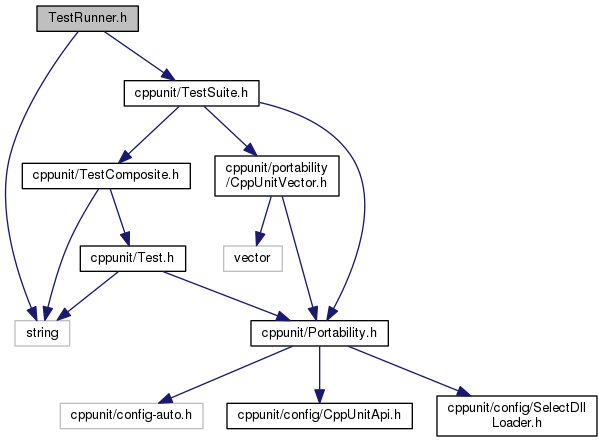 TestRunner.h
cppunit/TestSuite.h
cppunit/TestComposite.h
cppunit/portability
/CppUnitVector.h
cppunit/Test.h
vector
string
cppunit/Portability.h
cppunit/config-auto.h
cppunit/config/CppUnitApi.h
cppunit/config/SelectDll
Loader.h